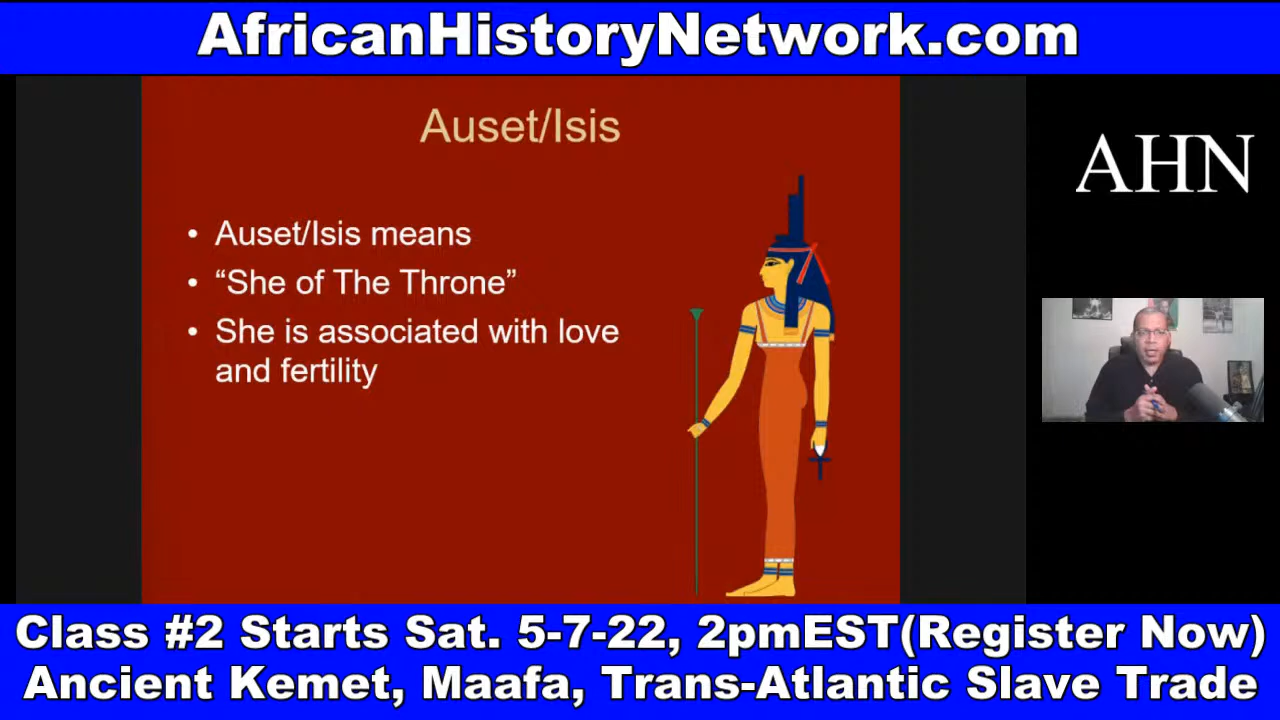 AfricanHistoryNetwork.com
Auset/Isis
• Auset/Isis means
• “She of The Throne”
• She is associated with love
and fertility
AHN
Class #2 Starts Sat. 5-7-22, 2pmEST(Register Now)
Ancient Kemet, Maafa, Trans-Atlantic Slave Trade